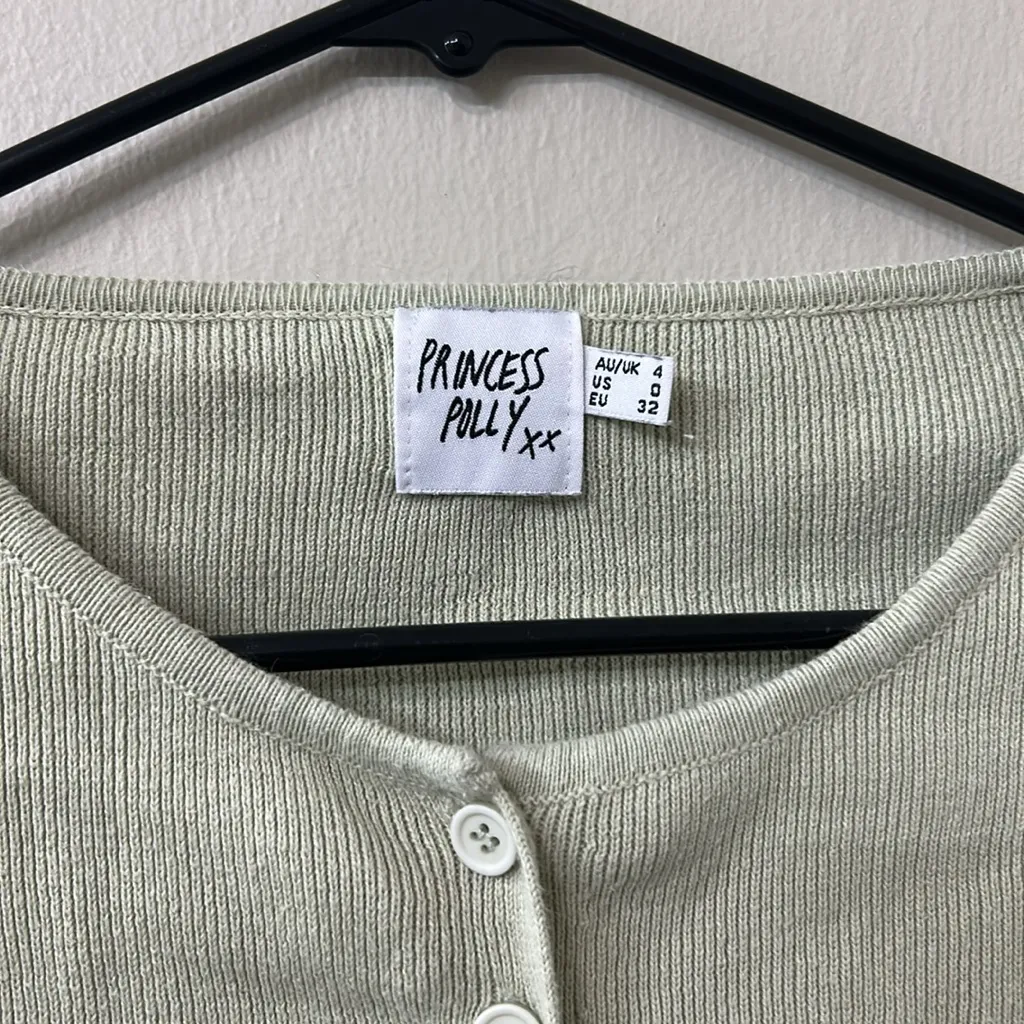 PRINCESS
POLLY xx
AU/UK 4
US 0
EU 32